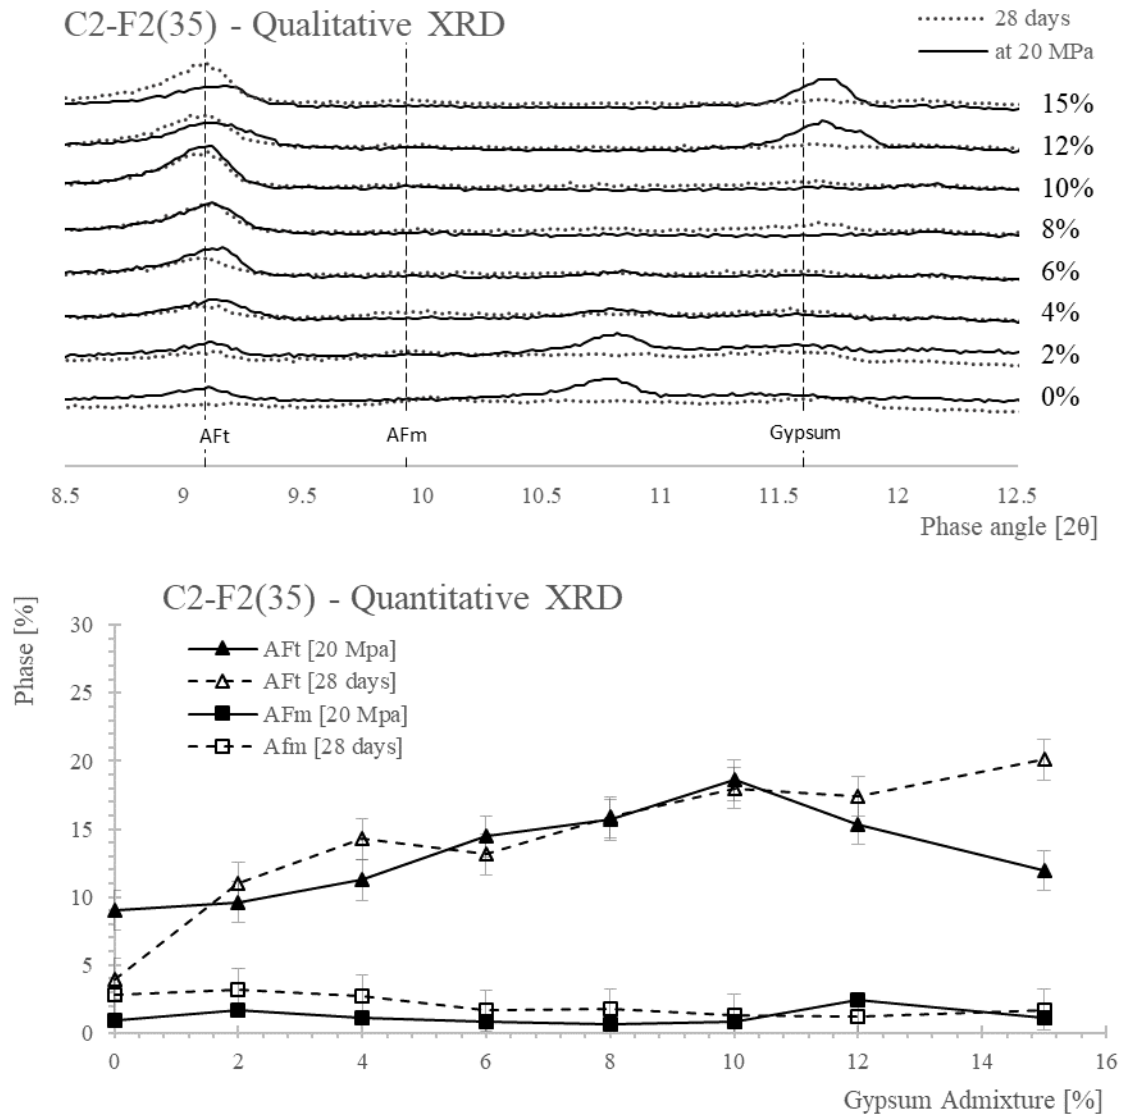 C2-F2(35) - Qualitative XRD
28 days
at 20 MPa
15%
12%
10%
8%
6%
4%
2%
0%
AFt AFm Gypsum
8.5 9 9.5 10 10.5 11 11.5 12 12.5
Phase angle [2θ]
C2-F2(35) - Quantitative XRD
Phase [%]
30
25
20
15
10
5
0
AFt [20 Mpa]
AFt [28 days]
AFm [20 Mpa]
Afm [28 days]
0 2 4 6 8 10 12 14 16
Gypsum Admixture [%]